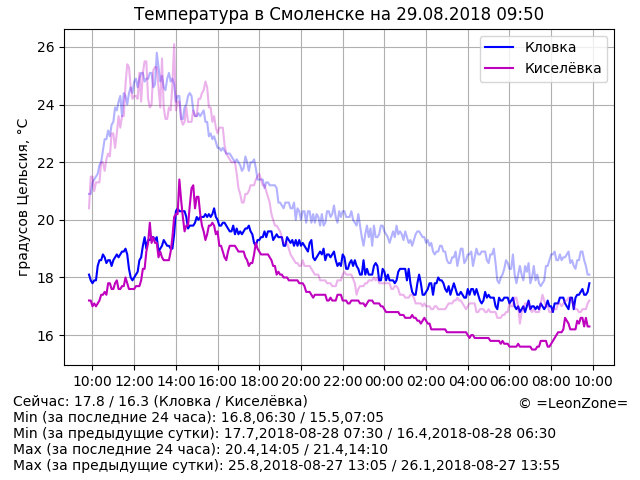 Температура в Смоленске на 29.08.2018 09:50
Кловка
Киселёвка
градусов Цельсия, °C
26
24
22
20
18
16
10:00 12:00 14:00 16:00 18:00 20:00 22:00 00:00 02:00 04:00 06:00 08:00 10:00
Сейчас: 17.8 / 16.3 (Кловка / Киселёвка)
© =LeonZone=
Min (за последние 24 часа): 16.8,06:30 / 15.5,07:05
Min (за предыдущие сутки): 17.7,2018-08-28 07:30 / 16.4,2018-08-28 06:30
Max (за последние 24 часа): 20.4,14:05 / 21.4,14:10
Max (за предыдущие сутки): 25.8,2018-08-27 13:05 / 26.1,2018-08-27 13:55